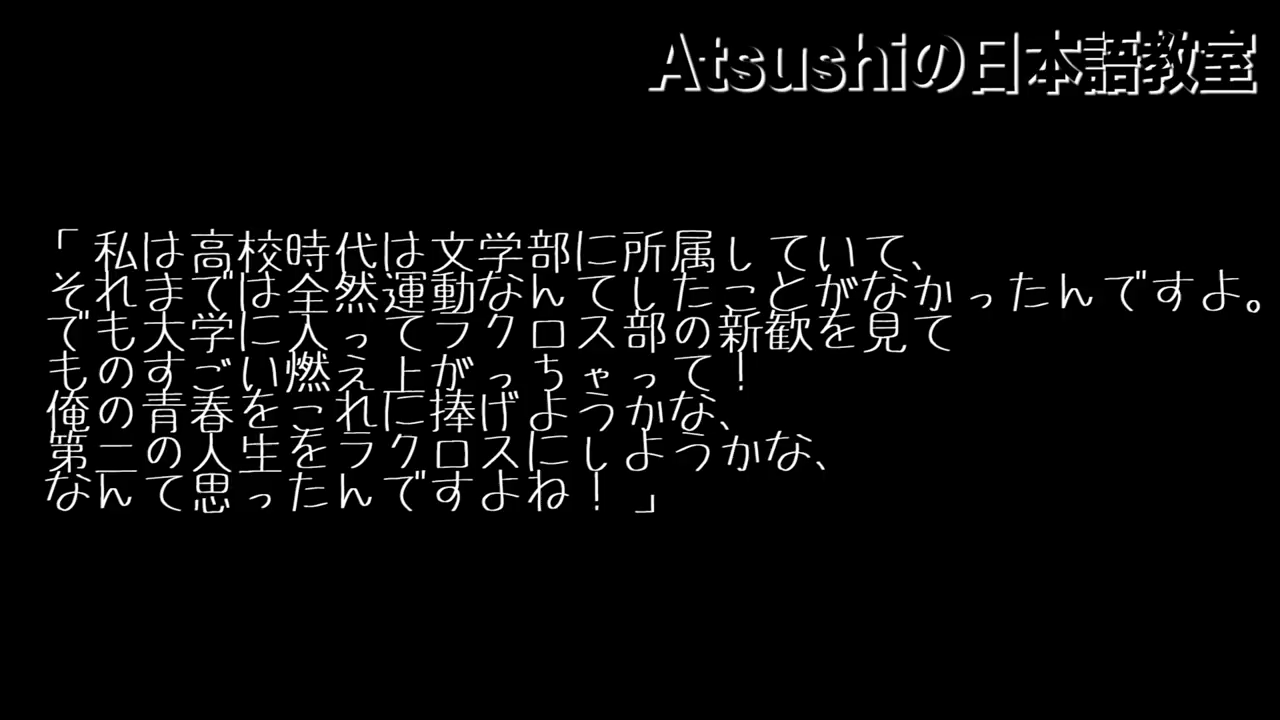 Atsushiの日本語教室
「私は高校時代は文学部に所属していて、
それまでは全然運動なんてしたことがなかったんですよ。
でも大学に入ってラクロス部の新歓を見て
ものすごい燃え上がっちゃって！
俺の青春をこれに捧げようかな、
第二の人生をラクロスにしようかな、
なんて思ったんですよね！」